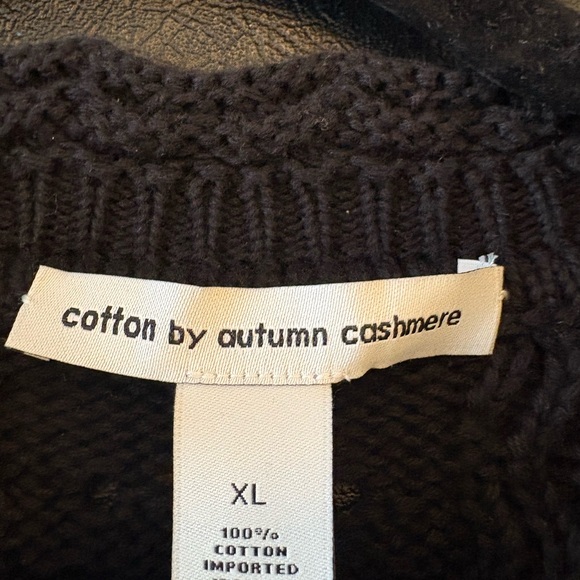 cotton by autumn cashmere
XL
100%
COTTON
IMPORTED